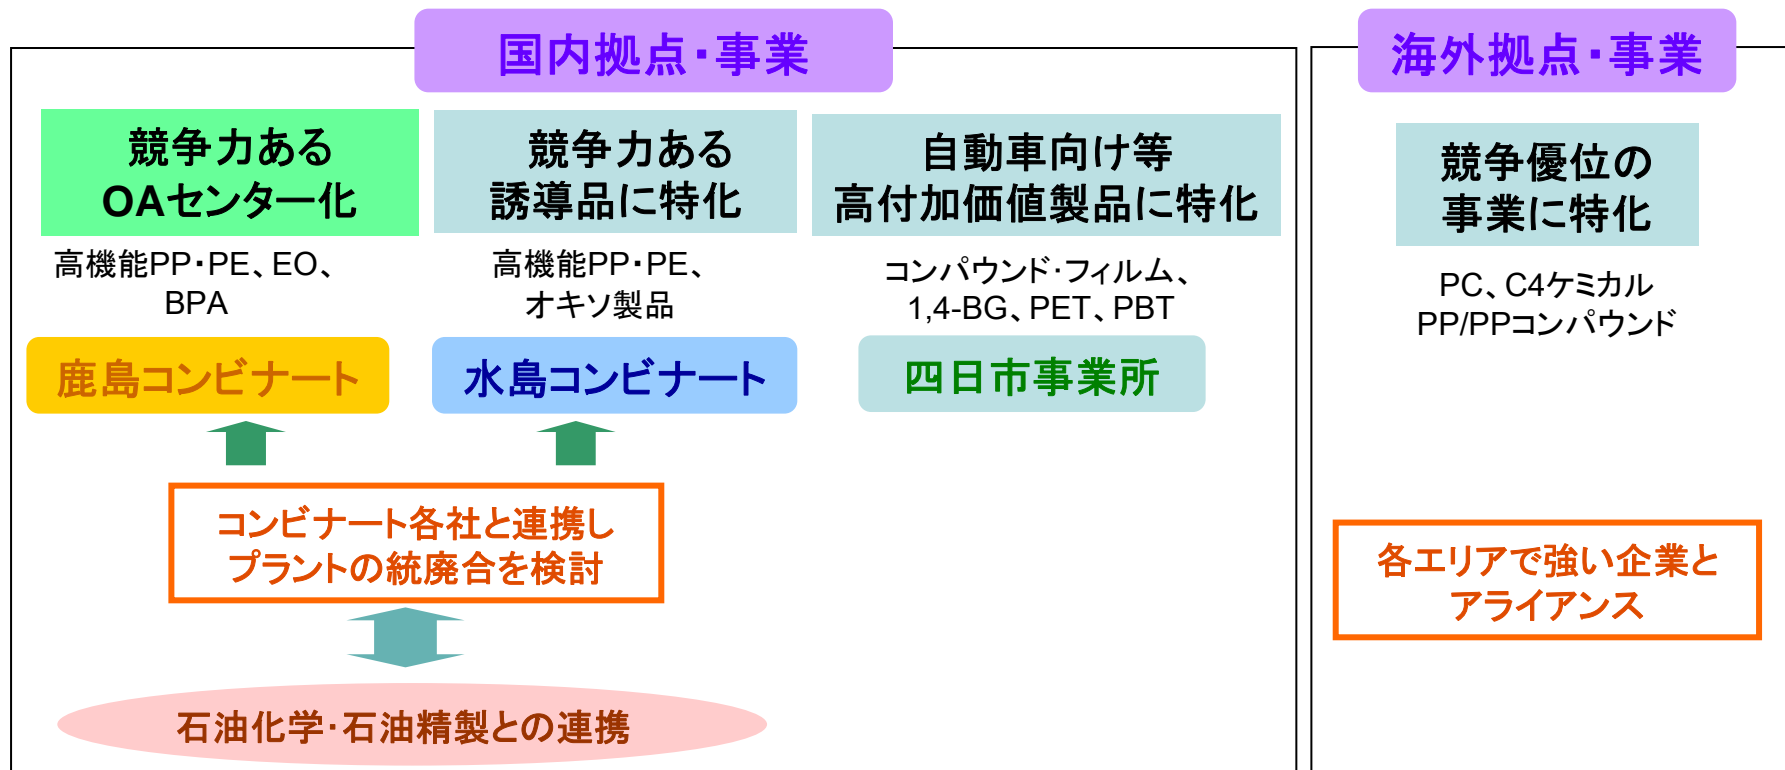 国内拠点・事業
競争力ある
OAセンター化
高機能PP・PE、EO、
BPA
鹿島コンビナート
競争力ある
誘導品に特化
高機能PP・PE、
オキソ製品
水島コンビナート
自動車向け等
高付加価値製品に特化
コンパウンド・フィルム、
1,4-BG、PET、PBT
四日市事業所
コンビナート各社と連携し
プラントの統廃合を検討
石油化学・石油精製との連携
海外拠点・事業
競争優位の
事業に特化
PC、C4ケミカル
PP/PPコンパウンド
各エリアで強い企業と
アライアンス